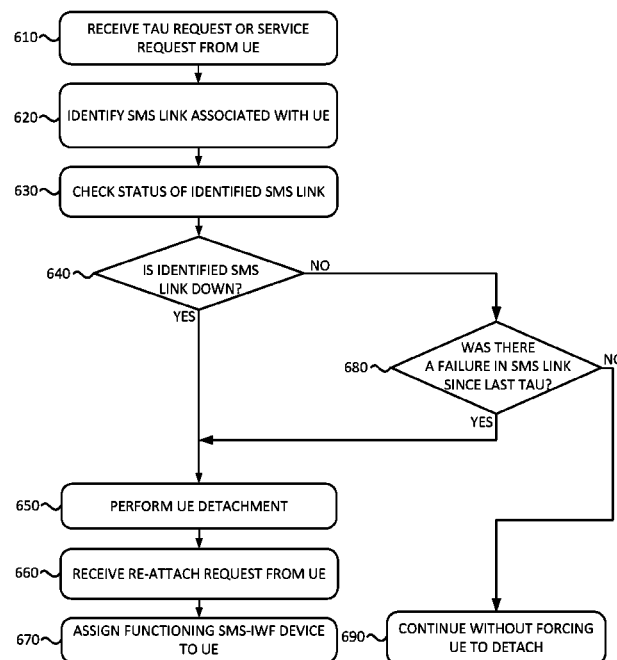 610
RECEIVE TAU REQUEST OR SERVICE
REQUEST FROM UE
620
IDENTIFY SMS LINK ASSOCIATED WITH UE
630
CHECK STATUS OF IDENTIFIED SMS LINK
640
IS IDENTIFIED SMS
LINK DOWN?
NO
YES
680
WAS THERE
A FAILURE IN SMS LINK
SINCE LAST TAU?
NO
YES
650
PERFORM UE DETACHMENT
660
RECEIVE RE-ATTACH REQUEST FROM UE
670
ASSIGN FUNCTIONING SMS-IWF DEVICE
TO UE
690
CONTINUE WITHOUT FORCING
UE TO DETACH